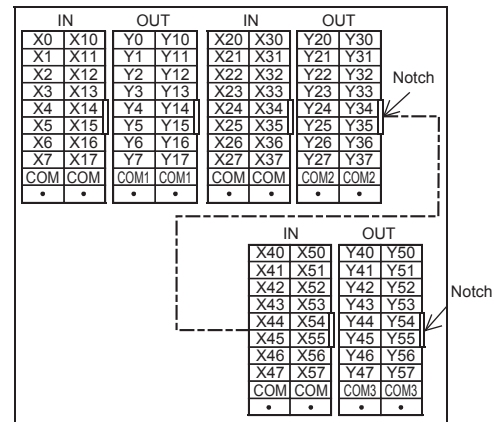 IN OUT IN OUT
X0 X10 Y0 Y10 X20 X30 Y20 Y30
X1 X11 Y1 Y11 X21 X31 Y21 Y31
X2 X12 Y2 Y12 X22 X32 Y22 Y32
Notch
X3 X13 Y3 Y13 X23 X33 Y23 Y33
X4 X14 Y4 Y14 X24 X34 Y24 Y34
X5 X15 Y5 Y15 X25 X35 Y25 Y35
X6 X16 Y6 Y16 X26 X36 Y26 Y36
X7 X17 Y7 Y17 X27 X37 Y27 Y37
COM COM COM1 COM1 COM COM COM2 COM2
• • • • • • • •
IN OUT
X40 X50 Y40 Y50
X41 X51 Y41 Y51
X42 X52 Y42 Y52
Notch
X43 X53 Y43 Y53
X44 X54 Y44 Y54
X45 X55 Y45 Y55
X46 X56 Y46 Y56
X47 X57 Y47 Y57
COM COM COM3 COM3
• • • •